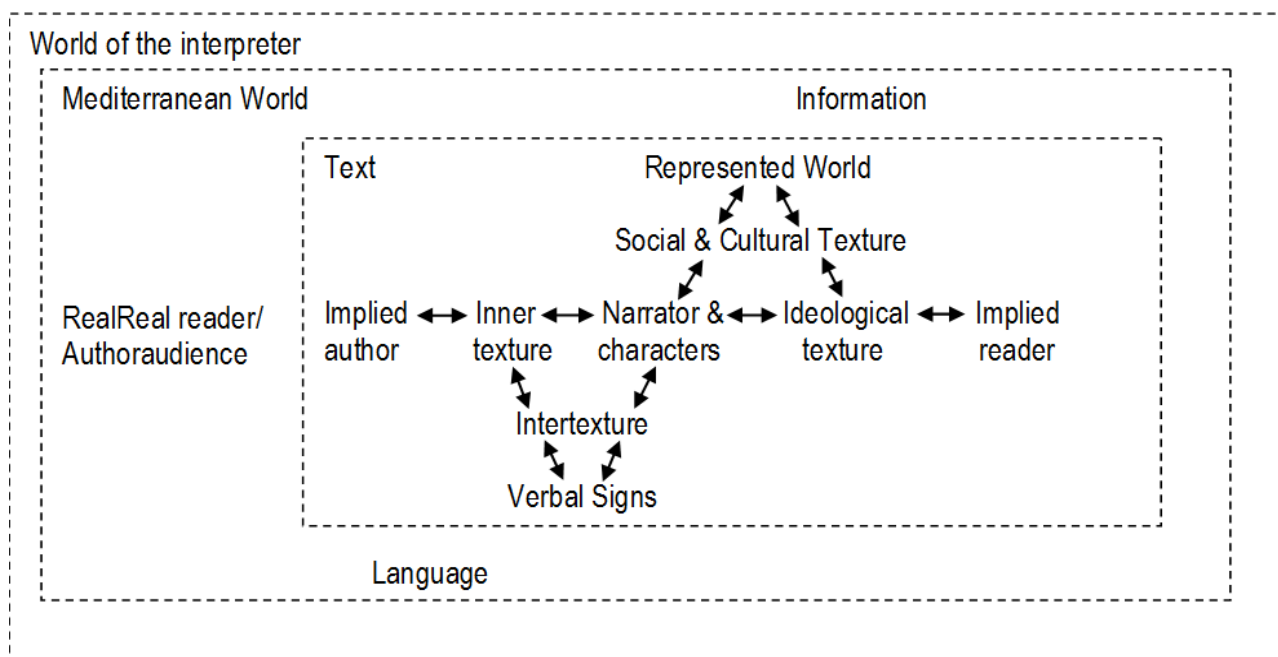 World of the interpreter
Mediterranean World Information
Text Represented World
Social & Cultural Texture
RealReal reader/ Implied Inner Narrator & Ideological Implied
Authoraudience author texture characters texture reader
Intertexture
Verbal Signs
Language